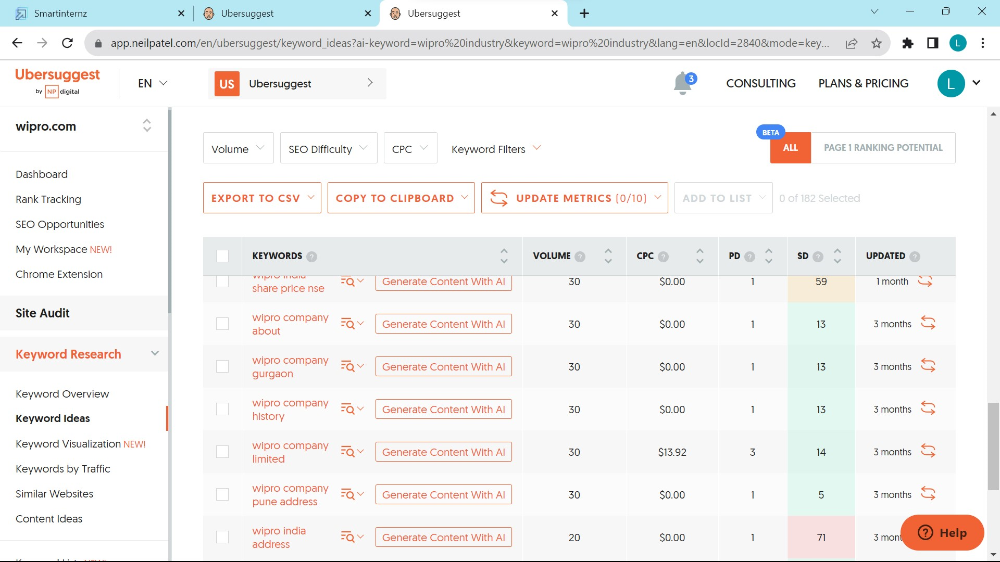 Smartinternz
Ubersuggest
Ubersuggest
app.neilpatel.com/en/ubersuggest/keyword_ideas?ai-keyword=wipro%20industry&keyword=wipro%20industry&lang=en&locId=2840&mode=key...
L
Ubersuggest
by NP digital
EN
US Ubersuggest
3
CONSULTING
PLANS & PRICING
L
wipro.com
Dashboard
Rank Tracking
SEO Opportunities
My Workspace NEW!
Chrome Extension
Site Audit
Keyword Research
Keyword Overview
Keyword Ideas
Keyword Visualization NEW!
Keywords by Traffic
Similar Websites
Content Ideas
Volume
SEO Difficulty
CPC
Keyword Filters
BETA
ALL
PAGE 1 RANKING POTENTIAL
EXPORT TO CSV
COPY TO CLIPBOARD
UPDATE METRICS (0/10)
ADD TO LIST
0 of 182 Selected
KEYWORDS ? VOLUME ? CPC ? PD ? SD ? UPDATED ?
wipro india
share price nse Generate Content With AI 30 $0.00 1 59 1 month
wipro company
about Generate Content With AI 30 $0.00 1 13 3 months
wipro company
gurgaon Generate Content With AI 30 $0.00 1 13 3 months
wipro company
history Generate Content With AI 30 $0.00 1 13 3 months
wipro company
limited Generate Content With AI 30 $13.92 3 14 3 months
wipro company
pune address Generate Content With AI 30 $0.00 1 5 3 months
wipro india
address Generate Content With AI 20 $0.00 1 71 3 mont
? Help